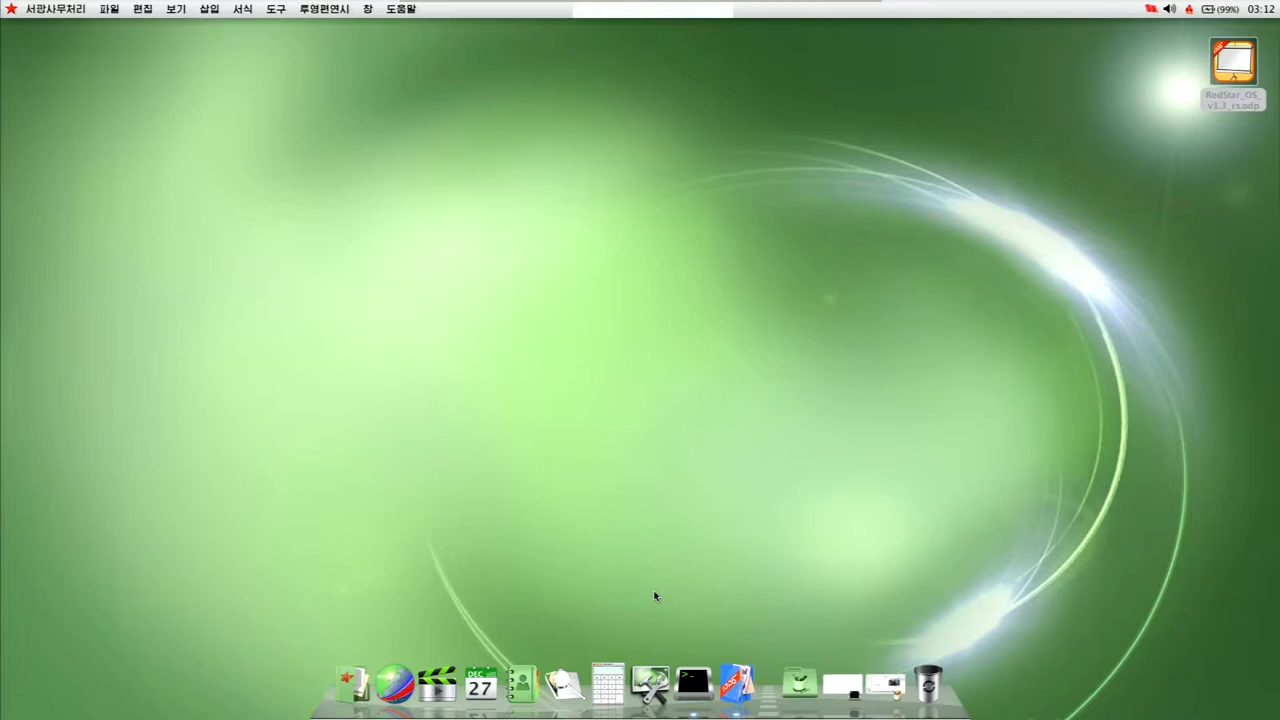 서광사무처리 파일 편집 보기 삽입 서식 도구 투영편연시 창 도움말 (99%) 03:12
RedStar_OS_
v1.3_rs.odp
DEC
27